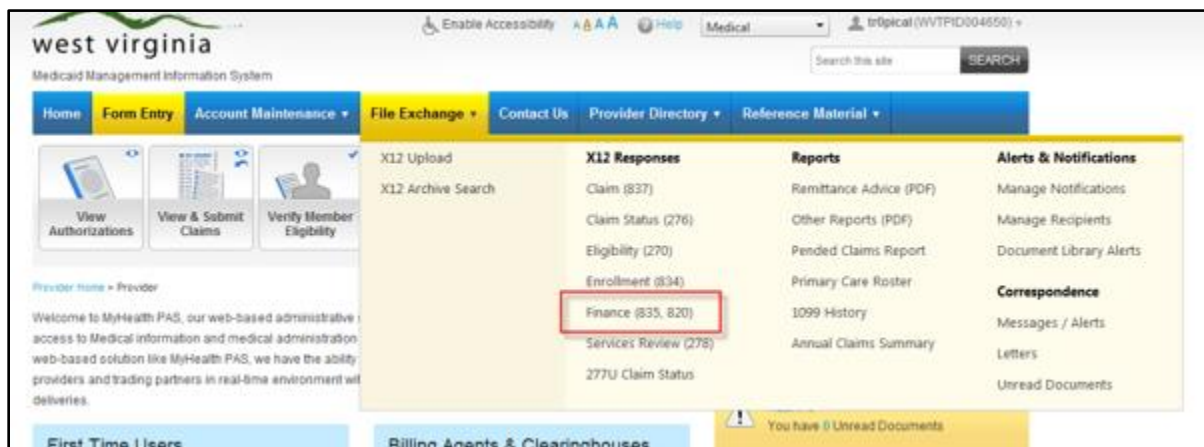 west virginia
Medicaid Management Information System
Enable Accessibility A A A A Help Medical tr0pical (WVTPID004650)
Search this site SEARCH
Home Form Entry Account Maintenance File Exchange Contact Us Provider Directory Reference Material
View Authorizations
View & Submit Claims
Verify Member Eligibility
X12 Upload
X12 Archive Search
X12 Responses
Claim (837)
Claim Status (276)
Eligibility (270)
Enrollment (834)
Finance (835, 820)
Services Review (278)
277U Claim Status
Reports
Remittance Advice (PDF)
Other Reports (PDF)
Pended Claims Report
Primary Care Roster
1099 History
Annual Claims Summary
Alerts & Notifications
Manage Notifications
Manage Recipients
Document Library Alerts
Correspondence
Messages / Alerts
Letters
Unread Documents
Provider home » Provider
Welcome to MyHealth PAS, our web-based administrative
access to Medical information and medical administration
web-based solution like MyHealth PAS, we have the ability
providers and trading partners in real-time environment
deliveries.
You have 0 Unread Documents
First Time Users
Billing Agents & Clearinghouses